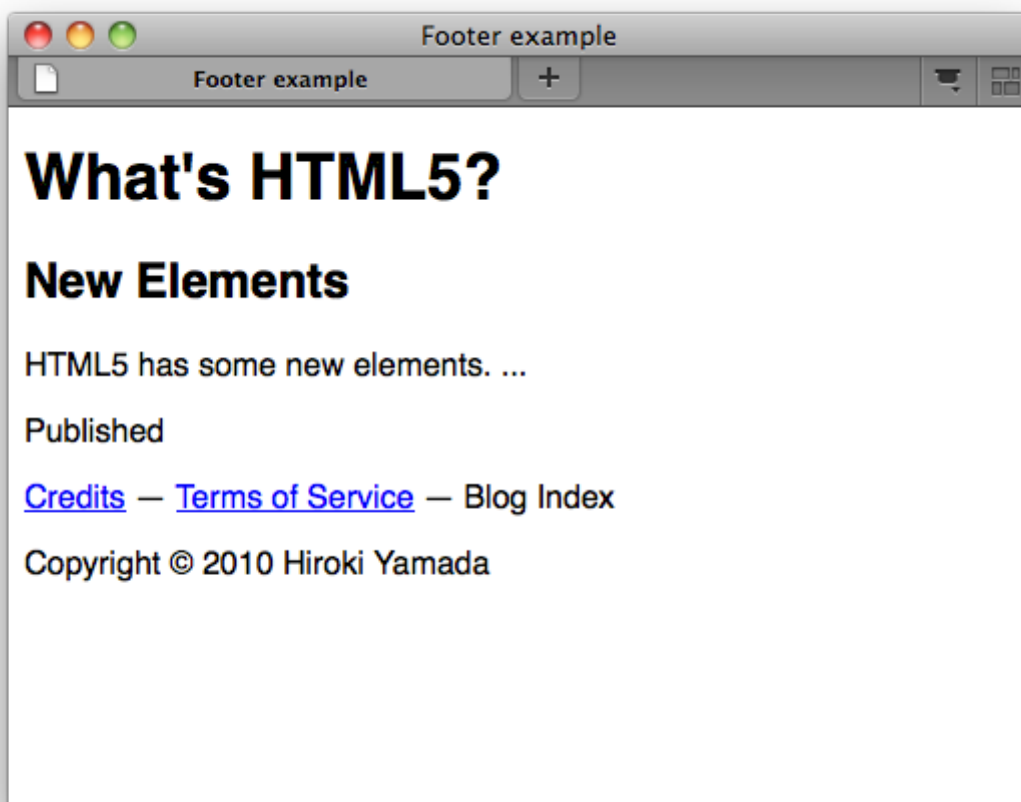 Footer example
Footer example +
What's HTML5?
New Elements
HTML5 has some new elements. ...
Published
Credits — Terms of Service — Blog Index
Copyright © 2010 Hiroki Yamada